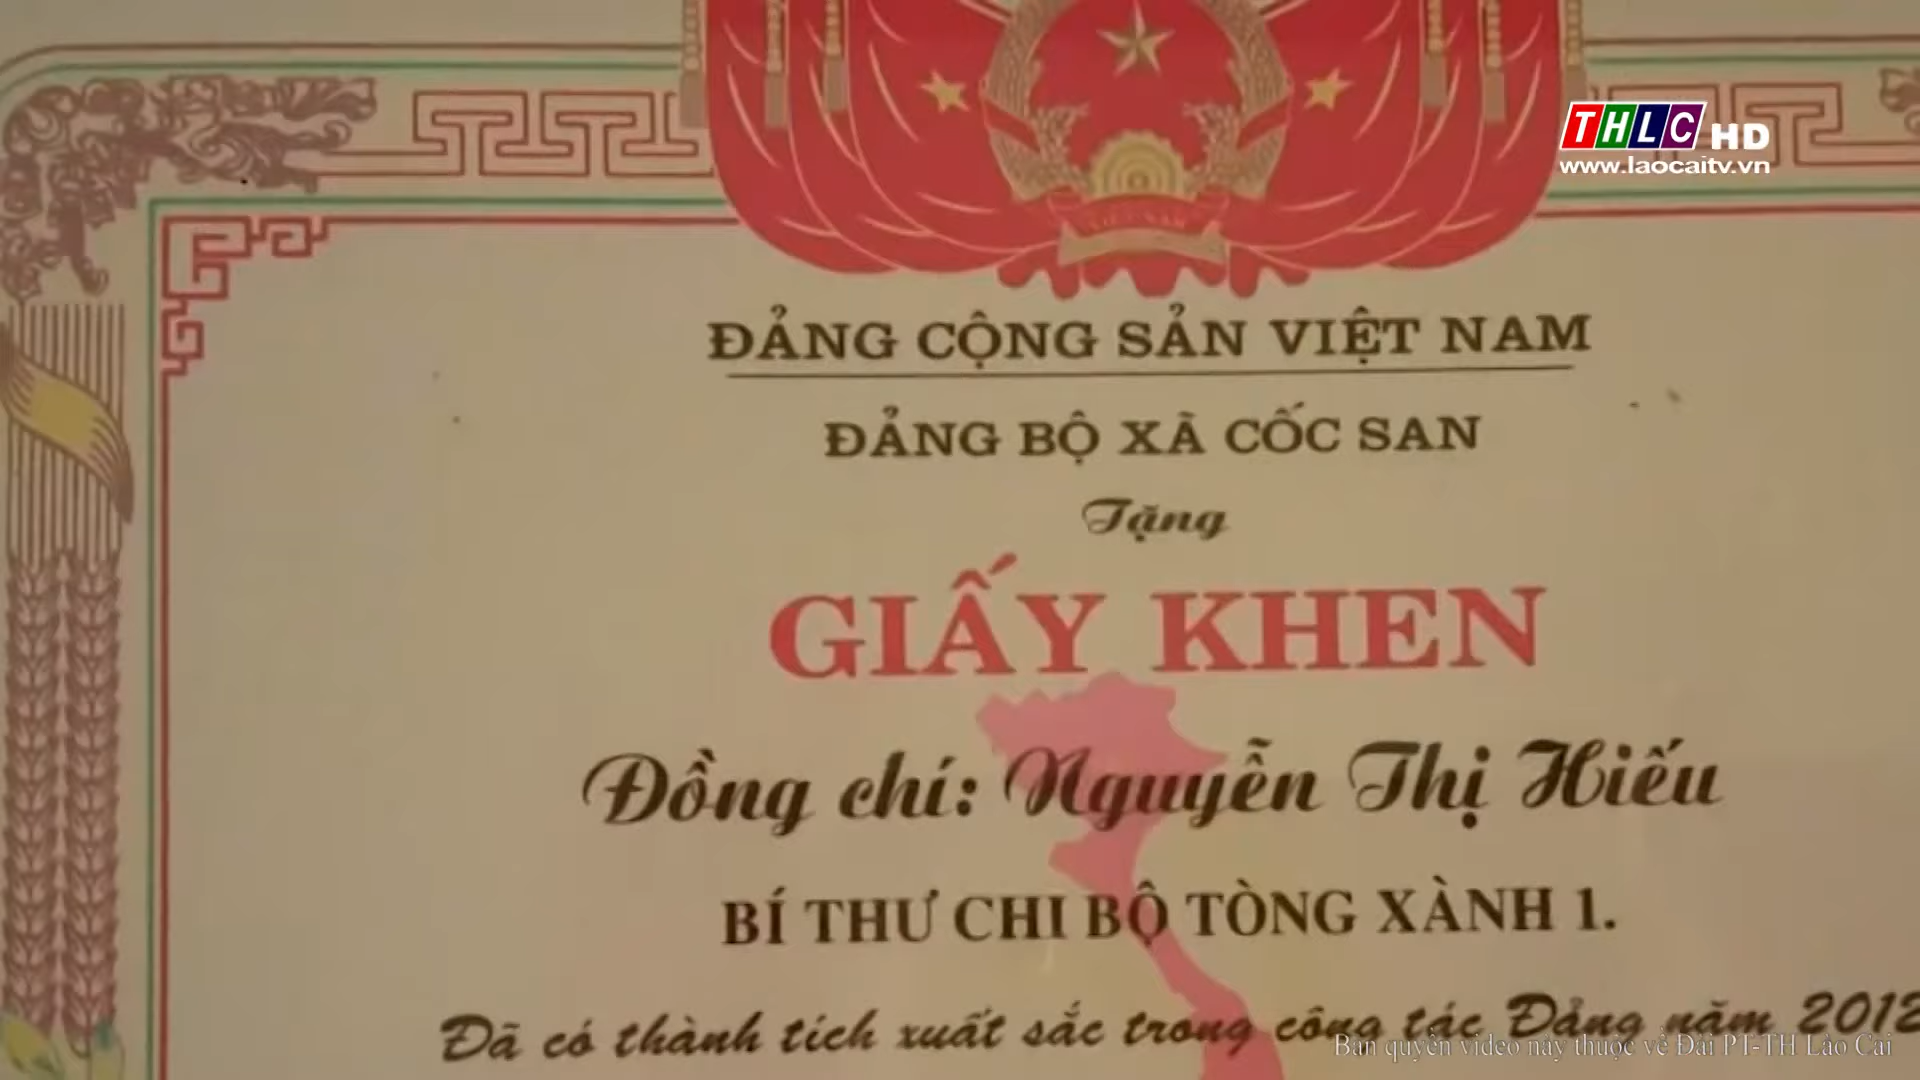 THLC HD
www.laocaitv.vn
VIỆT NAM
ĐẢNG CỘNG SẢN VIỆT NAM
ĐẢNG BỘ XÃ CỐC SAN
Tặng
GIẤY KHEN
Đồng chí: Nguyễn Thị Hiếu
BÍ THƯ CHI BỘ TÒNG XÀNH 1.
Đã có thành tích xuất sắc trong công tác Đảng năm 2012
Bản quyền video này thuộc về Đài PT-TH Lào Cai